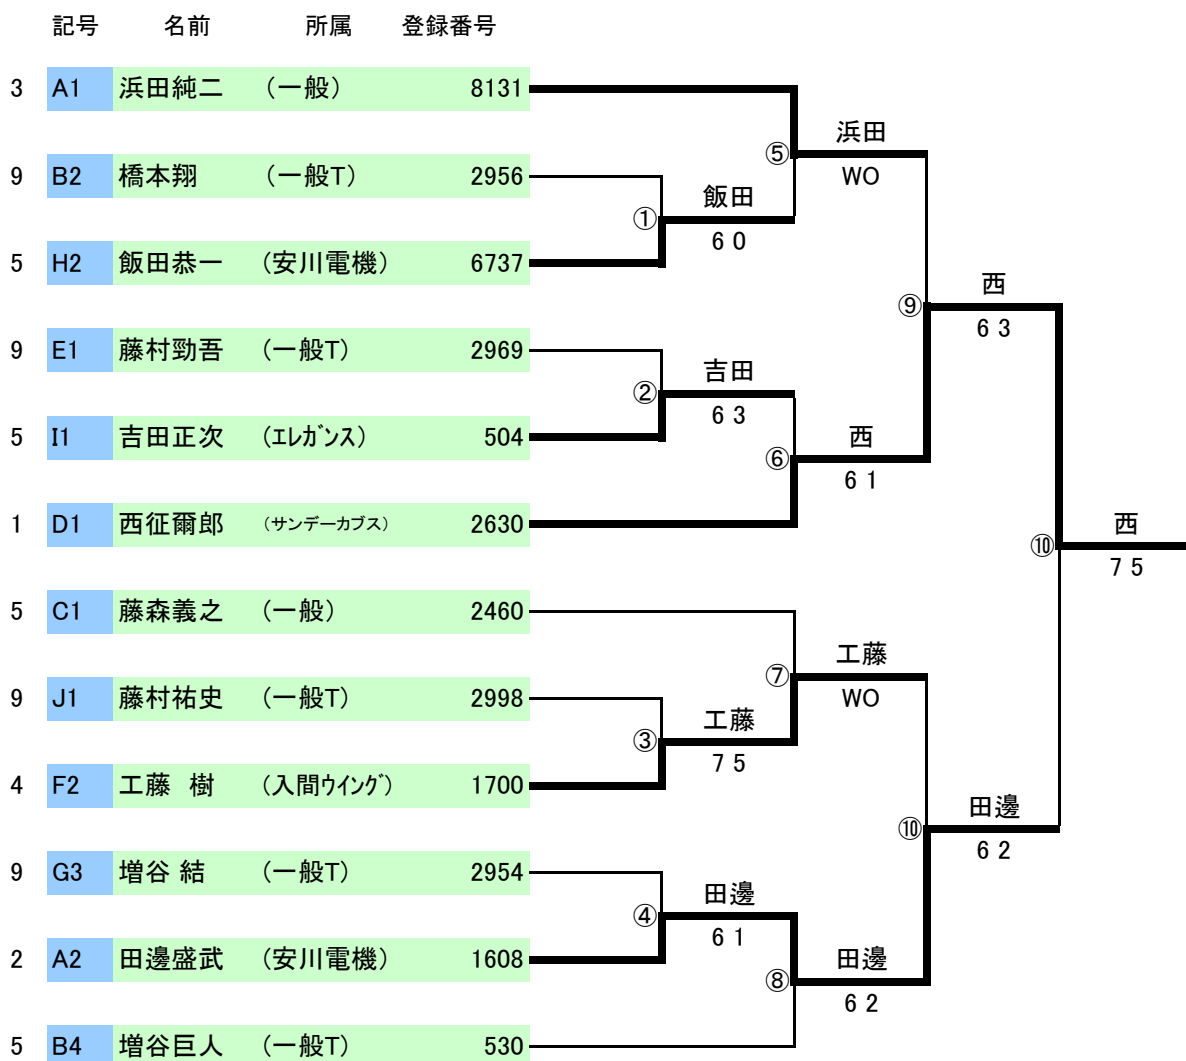 記号 名前 所属 登録番号
3 A1 浜田純二 (一般) 8131
浜田
⑤
9 B2 橋本翔 (一般T) 2956 WO
飯田
①
6 0
5 H2 飯田恭一 (安川電機) 6737
西
⑨
6 3
9 E1 藤村勁吾 (一般T) 2969
吉田
②
6 3
5 I1 吉田正次 (ｴﾚｶﾞﾝｽ) 504 西
⑥
6 1
1 D1 西征爾郎 (サンデーカブス) 2630 西
⑩
7 5
5 C1 藤森義之 (一般) 2460
工藤
⑦
9 J1 藤村祐史 (一般T) 2998 WO
工藤
③
7 5
4 F2 工藤 樹 (入間ｳｲﾝｸﾞ) 1700
田邊
⑩
6 2
9 G3 増谷 結 (一般T) 2954
田邊
④
6 1
2 A2 田邊盛武 (安川電機) 1608 田邊
⑧
6 2
5 B4 増谷巨人 (一般T) 530